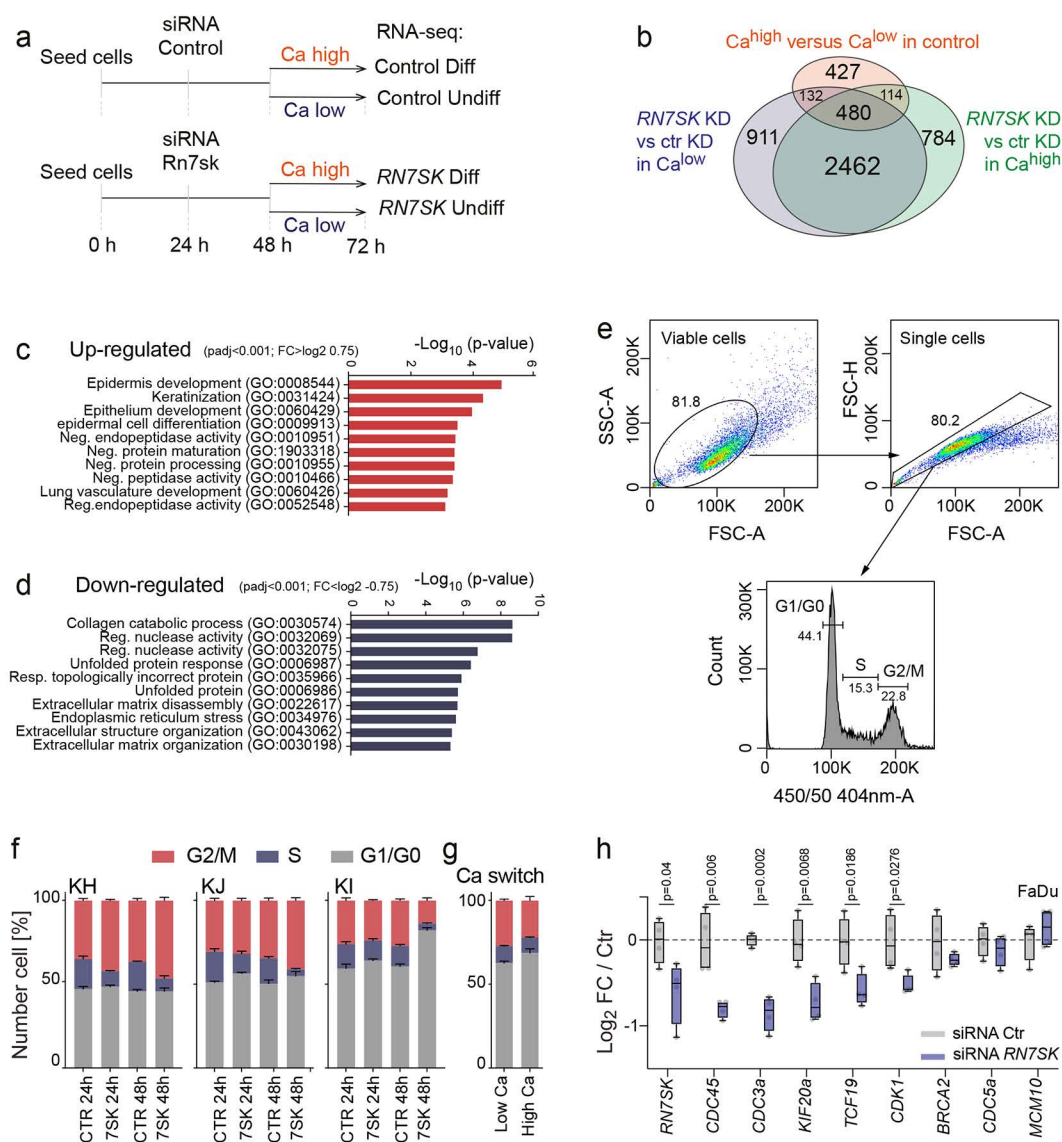 a
siRNA
Control
Seed cells
Ca high
Ca low
RNA-seq:
Control Diff
Control Undiff
siRNA
Rn7sk
Seed cells
Ca high
Ca low
RN7SK Diff
RN7SK Undiff
0 h 24 h 48 h 72 h
b
Ca^high versus Ca^low in control
427
132 114
480
911
784
2462
RN7SK KD
vs ctr KD
in Ca^low
RN7SK KD
vs ctr KD
in Ca^high
c
Up-regulated (padj<0.001; FC>log2 0.75)
-Log10 (p-value)
2 4 6
Epidermis development (GO:0008544)
Keratinization (GO:0031424)
Epithelium development (GO:0060429)
epidermal cell differentiation (GO:0009913)
Neg. endopeptidase activity (GO:0010951)
Neg. protein maturation (GO:1903318)
Neg. protein processing (GO:0010955)
Neg. peptidase activity (GO:0010466)
Lung vasculature development (GO:0060426)
Reg.endopeptidase activity (GO:0052548)
d
Down-regulated (padj<0.001; FC<log2 -0.75)
-Log10 (p-value)
0 2 4 6 8 10
Collagen catabolic process (GO:0030574)
Reg. nuclease activity (GO:0032069)
Reg. nuclease activity (GO:0032075)
Unfolded protein response (GO:0006987)
Resp. topologically incorrect protein (GO:0035966)
Unfolded protein (GO:0006986)
Extracellular matrix disassembly (GO:0022617)
Endoplasmic reticulum stress (GO:0034976)
Extracellular structure organization (GO:0043062)
Extracellular matrix organization (GO:0030198)
e
Viable cells
81.8
SSC-A
200K
100K
0
0 100K 200K
FSC-A
Single cells
80.2
FSC-H
200K
100K
0
0 100K 200K
FSC-A
G1/G0
44.1
S
15.3
G2/M
22.8
Count
300K
100K
0
0 100K 200K
450/50 404nm-A
f
G2/M S G1/G0
KH KJ KI
Number cell [%]
100
50
0
CTR 24h
7SK 24h
CTR 48h
7SK 48h
CTR 24h
7SK 24h
CTR 48h
7SK 48h
CTR 24h
7SK 24h
CTR 48h
7SK 48h
g
Ca switch
100
50
0
Low Ca
High Ca
h
p=0.04
p=0.006
p=0.0002
p=0.0068
p=0.0186
p=0.0276
FaDu
Log2 FC / Ctr
0
-1
siRNA Ctr
siRNA RN7SK
RN7SK
CDC45
CDC3a
KIF20a
TCF19
CDK1
BRCA2
CDC5a
MCM10